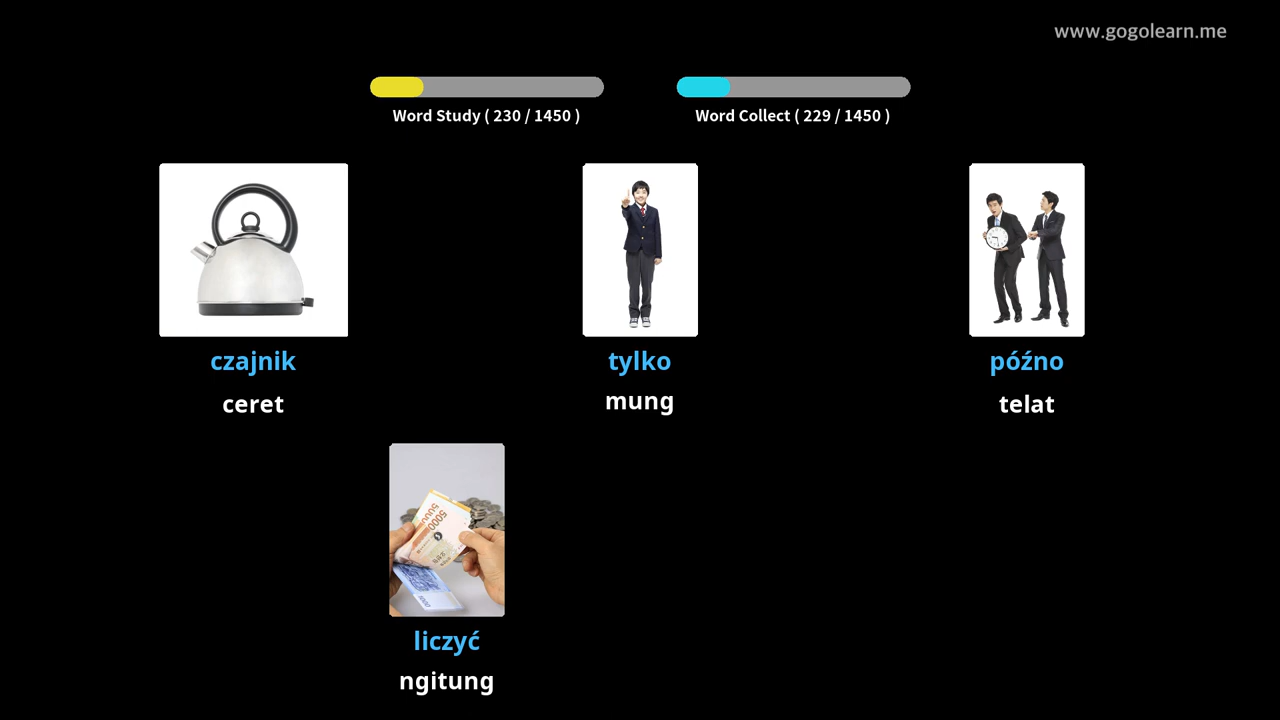 www.gogolearn.me
Word Study ( 230 / 1450 )
Word Collect ( 229 / 1450 )
czajnik
tylko
późno
ceret
mung
telat
5000
liczyć
ngitung